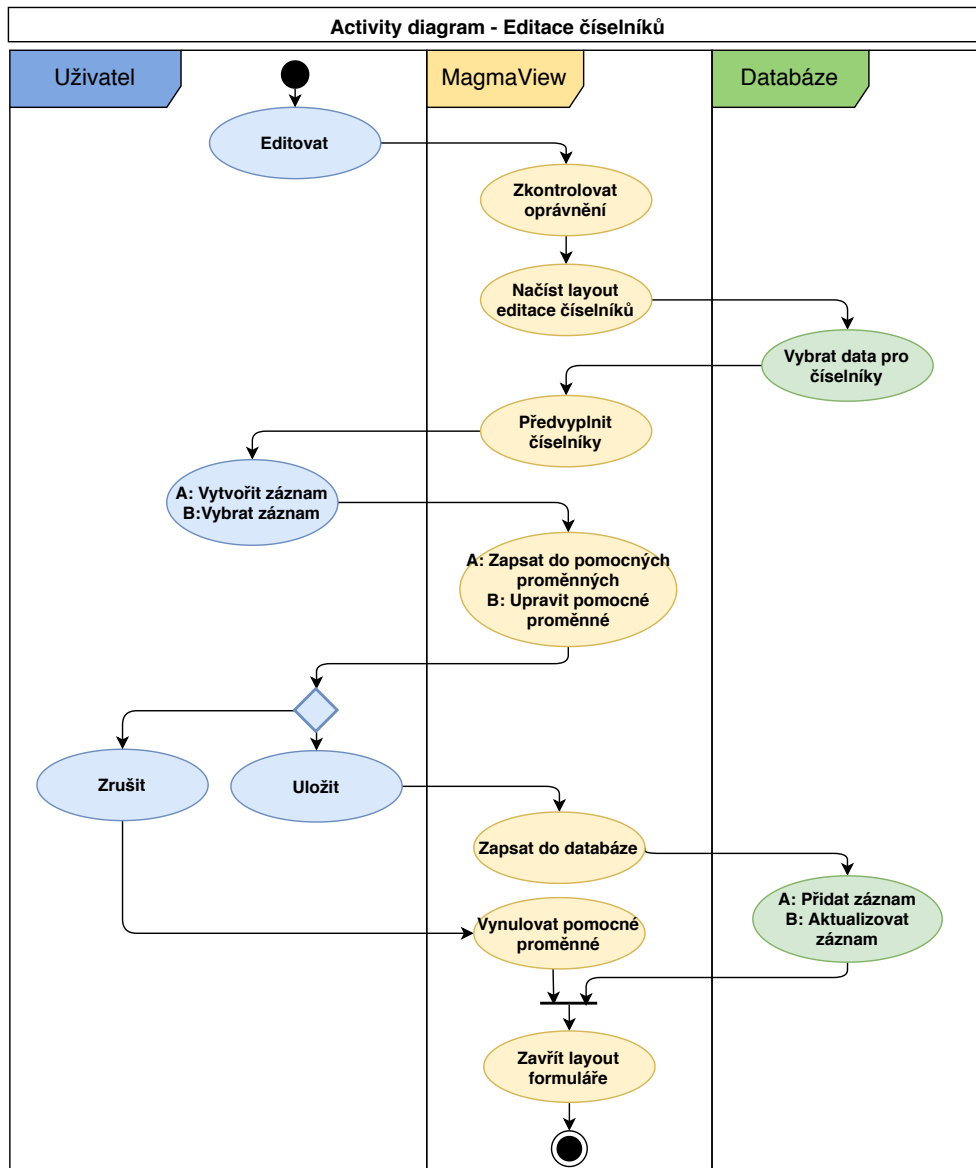 Activity diagram - Editace číselníků
Uživatel
MagmaView
Databáze
Editovat
Zkontrolovat
oprávnění
Načíst layout
editace číselníků
Vybrat data pro
číselníky
Předvyplnit
číselníky
A: Vytvořit záznam
B:Vybrat záznam
A: Zapsat do pomocných
proměnných
B: Upravit pomocné
proměnné
Zrušit
Uložit
Zapsat do databáze
A: Přidat záznam
B: Aktualizovat
záznam
Vynulovat pomocné
proměnné
Zavřít layout
formuláře